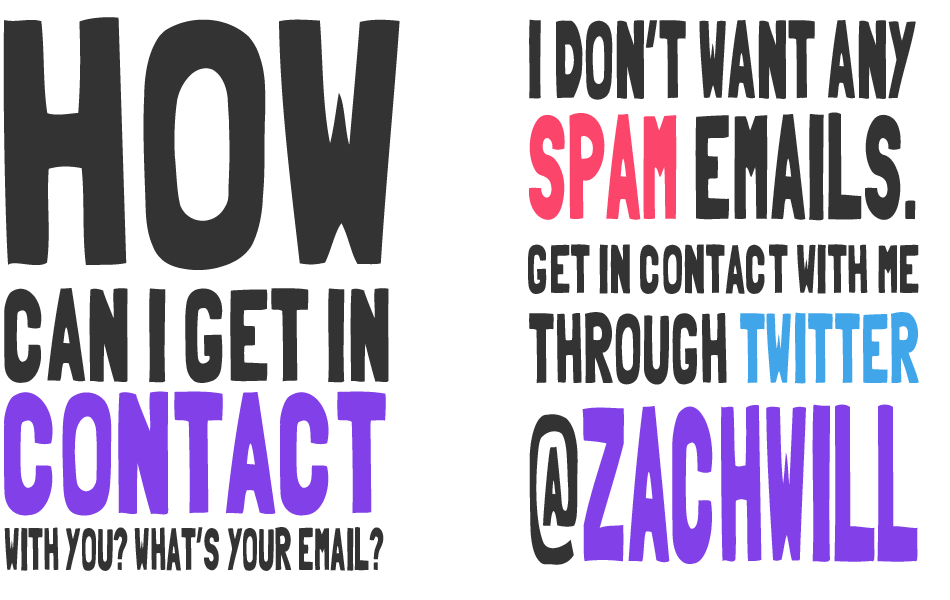 HOW
CAN I GET IN
CONTACT
WITH YOU? WHAT'S YOUR EMAIL?
I DON'T WANT ANY
SPAM EMAILS.
GET IN CONTACT WITH ME
THROUGH TWITTER
@ZACHWILL